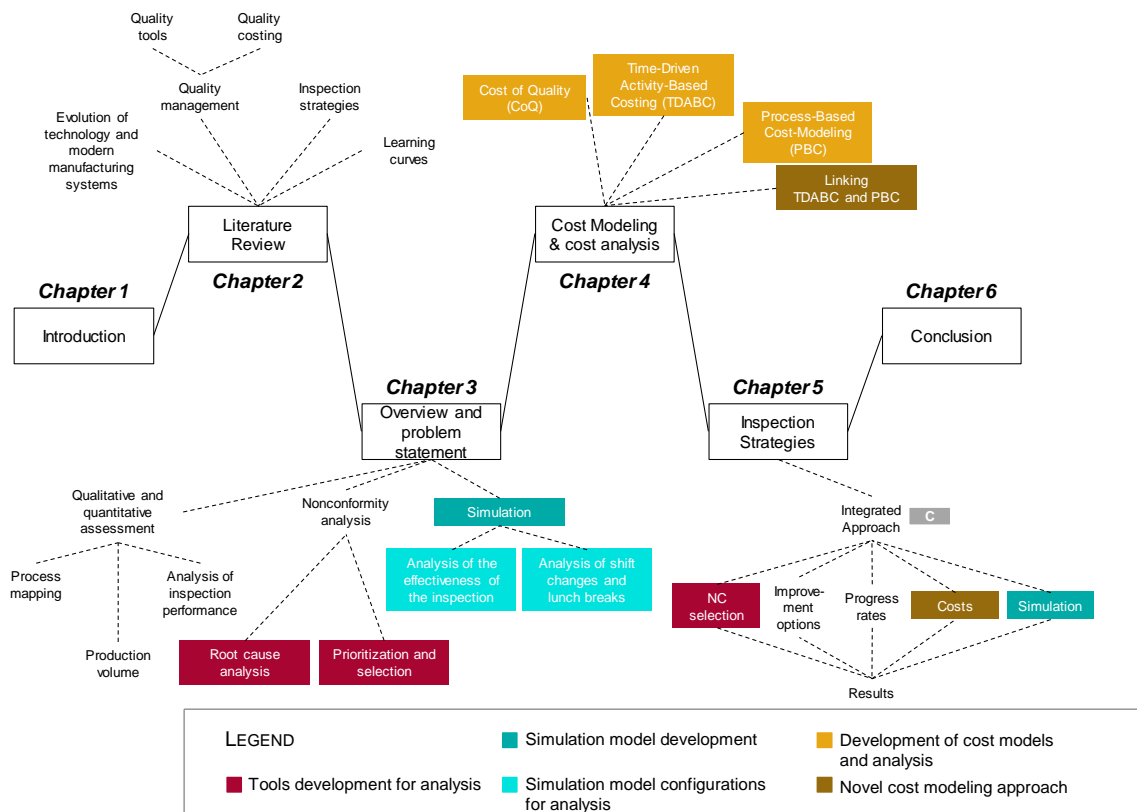 Quality
tools
Quality
costing
Quality
management
Inspection
strategies
Evolution of
technology and
modern
manufacturing
systems
Learning
curves
Cost of Quality
(CoQ)
Time-Driven
Activity-Based
Costing (TDABC)
Process-Based
Cost-Modeling
(PBC)
Linking
TDABC and PBC
Literature
Review
Chapter 2
Cost Modeling
& cost analysis
Chapter 4
Chapter 1
Introduction
Chapter 6
Conclusion
Chapter 3
Overview and
problem
statement
Chapter 5
Inspection
Strategies
Qualitative and
quantitative
assessment
Nonconformity
analysis
Simulation
Integrated
Approach
C
Process
mapping
Analysis of
inspection
performance
Production
volume
Analysis of the
effectiveness of
the inspection
Analysis of shift
changes and
lunch breaks
Root cause
analysis
Prioritization and
selection
NC
selection
Improve-
ment
options
Progress
rates
Costs
Simulation
Results
LEGEND
Tools development for analysis
Simulation model development
Simulation model configurations
for analysis
Development of cost models
and analysis
Novel cost modeling approach